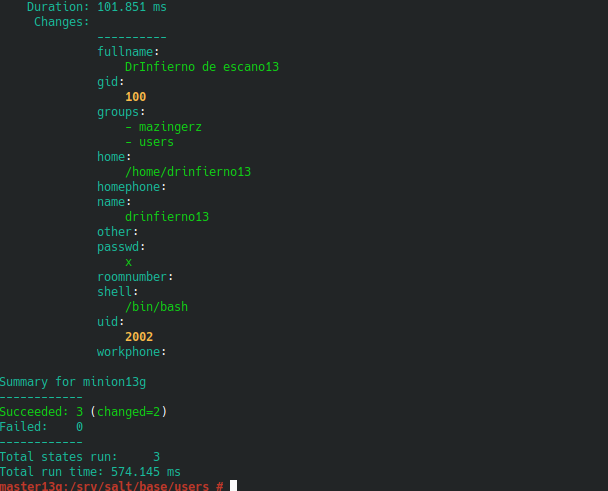 Duration: 101.851 ms
Changes:
----------
fullname:
DrInfierno de escano13
gid:
100
groups:
- mazingerz
- users
home:
/home/drinfierno13
homephone:
name:
drinfierno13
other:
passwd:
x
roomnumber:
shell:
/bin/bash
uid:
2002
workphone:
Summary for minion13g
------------
Succeeded: 3 (changed=2)
Failed:    0
------------
Total states run:     3
Total run time: 574.145 ms
master13g:/srv/salt/base/users #